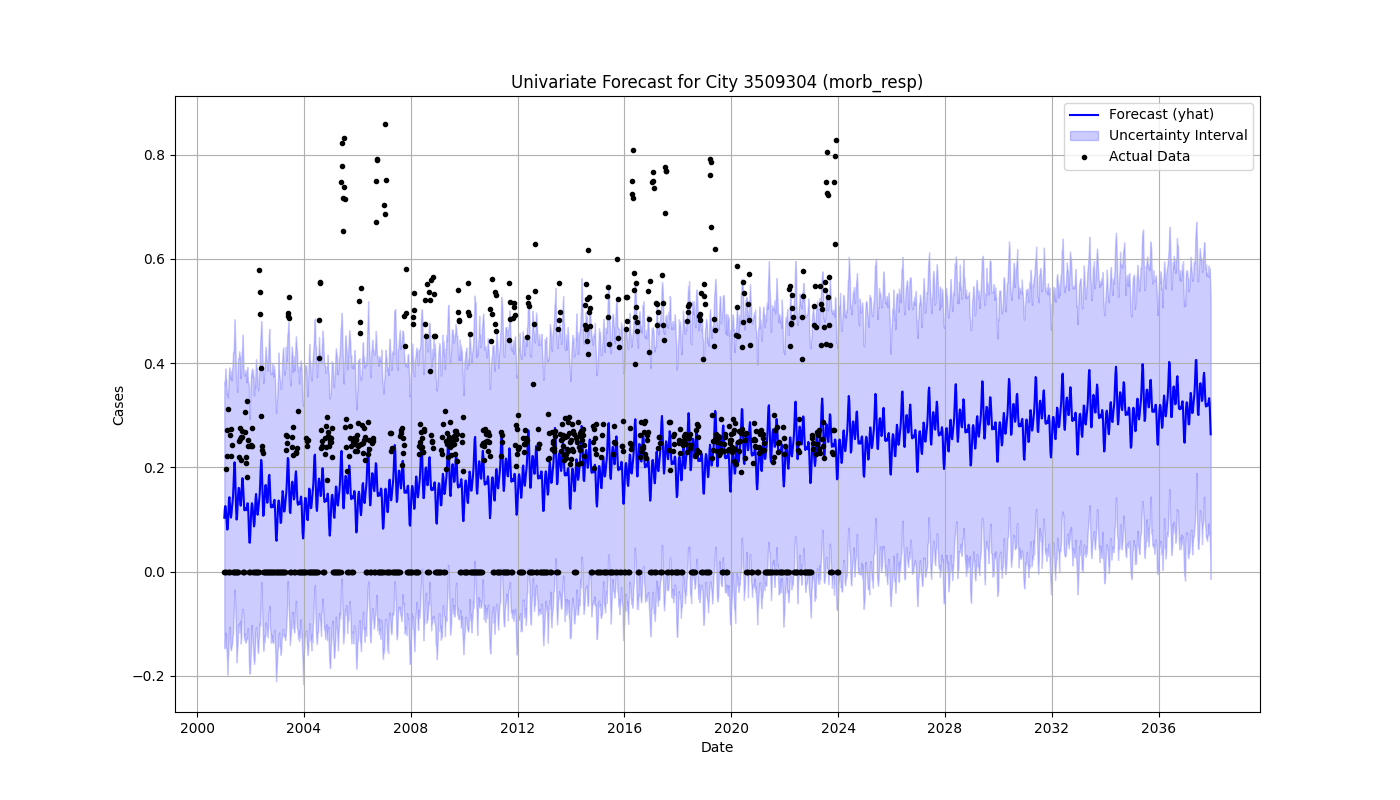 Univariate Forecast for City 3509304 (morb_resp)
Forecast (yhat)
Uncertainty Interval
Actual Data
Cases
0.8
0.6
0.4
0.2
0.0
−0.2
2000 2004 2008 2012 2016 2020 2024 2028 2032 2036
Date